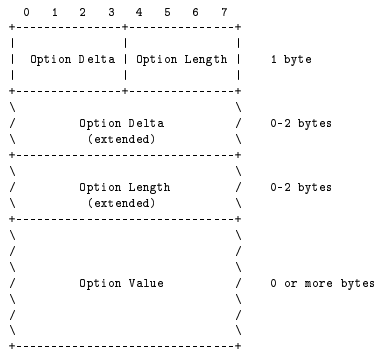 0 1 2 3 4 5 6 7
Option Delta | Option Length 1 byte
Option Delta 0-2 bytes
(extended)
Option Length 0-2 bytes
(extended)
Option Value 0 or more bytes